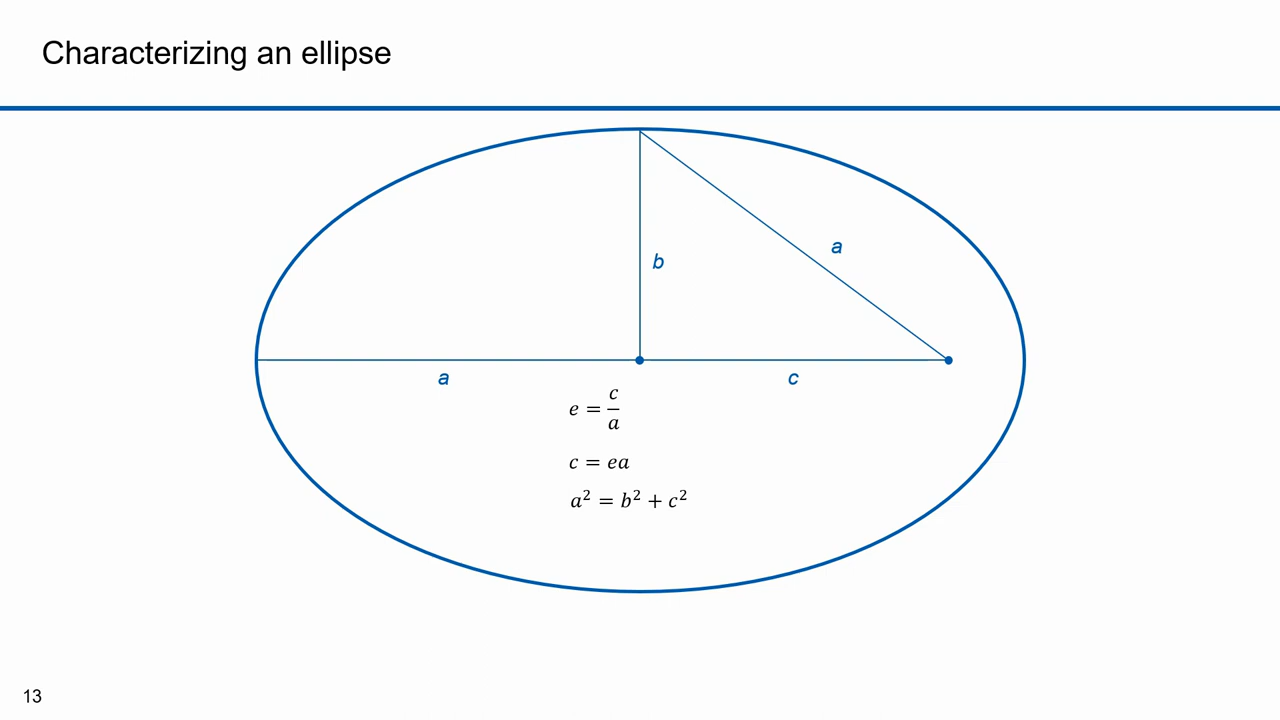 Characterizing an ellipse
a
b
a
c
e = c/a
c = ea
a² = b² + c²
13